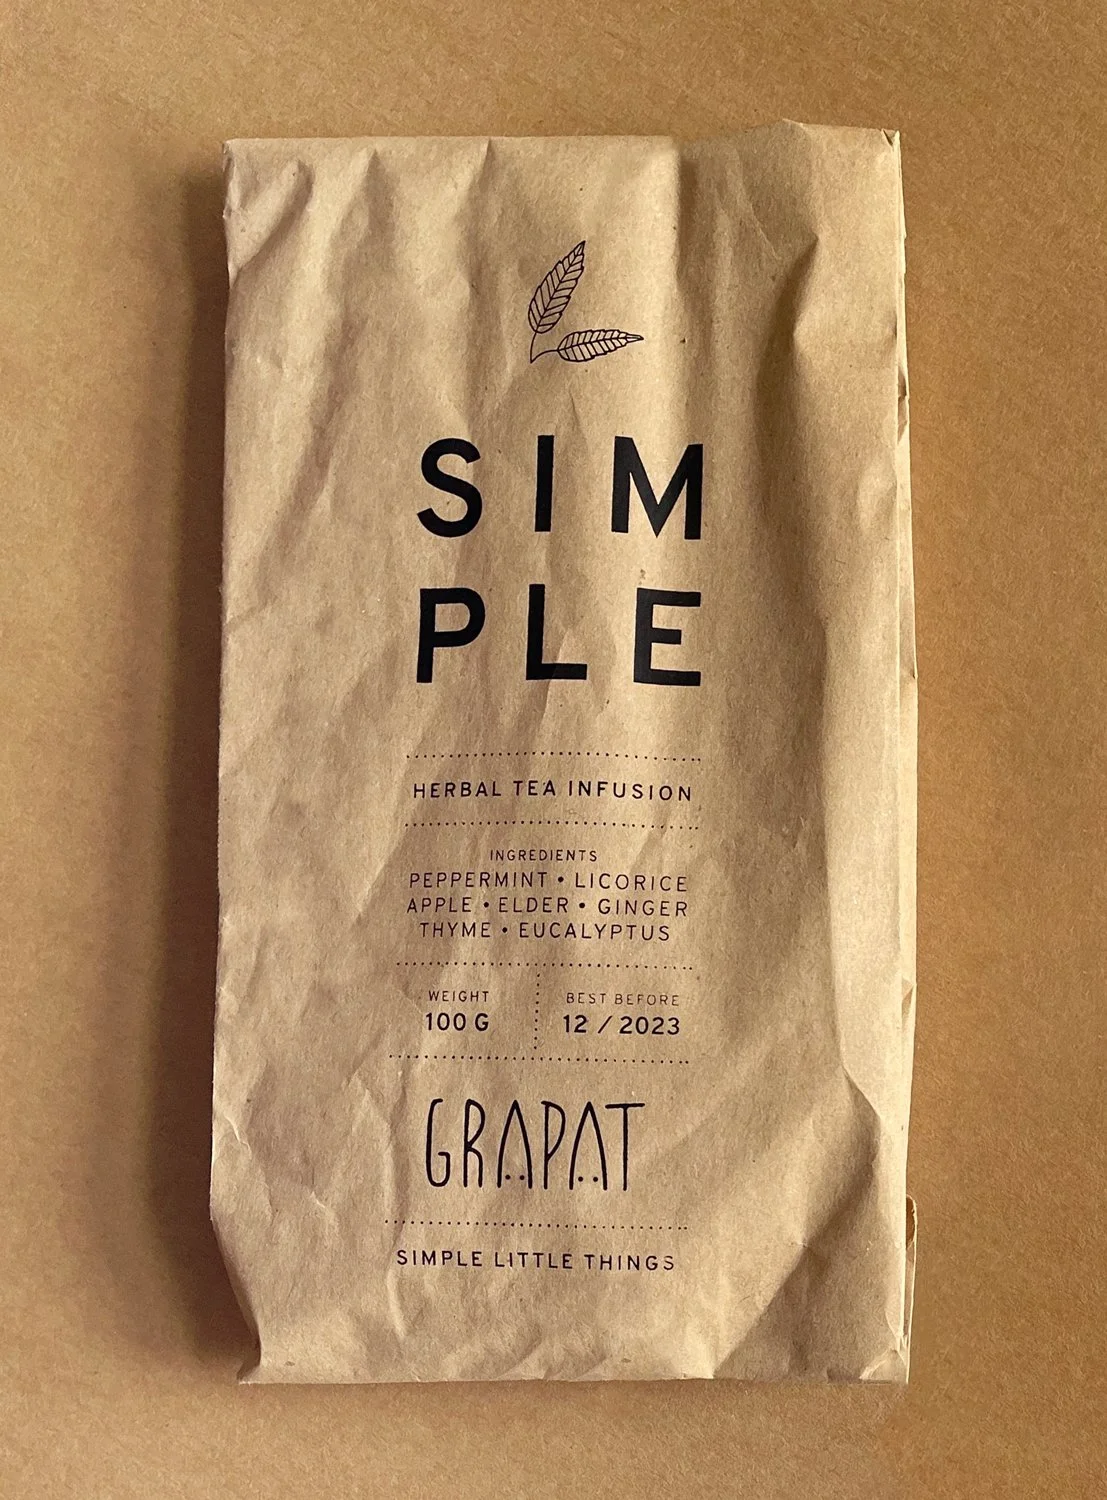 SIM
PLE
HERBAL TEA INFUSION
INGREDIENTS
PEPPERMINT • LICORICE
APPLE • ELDER • GINGER
THYME • EUCALYPTUS
WEIGHT
100 G
BEST BEFORE
12 / 2023
GRAPAT
SIMPLE LITTLE THINGS